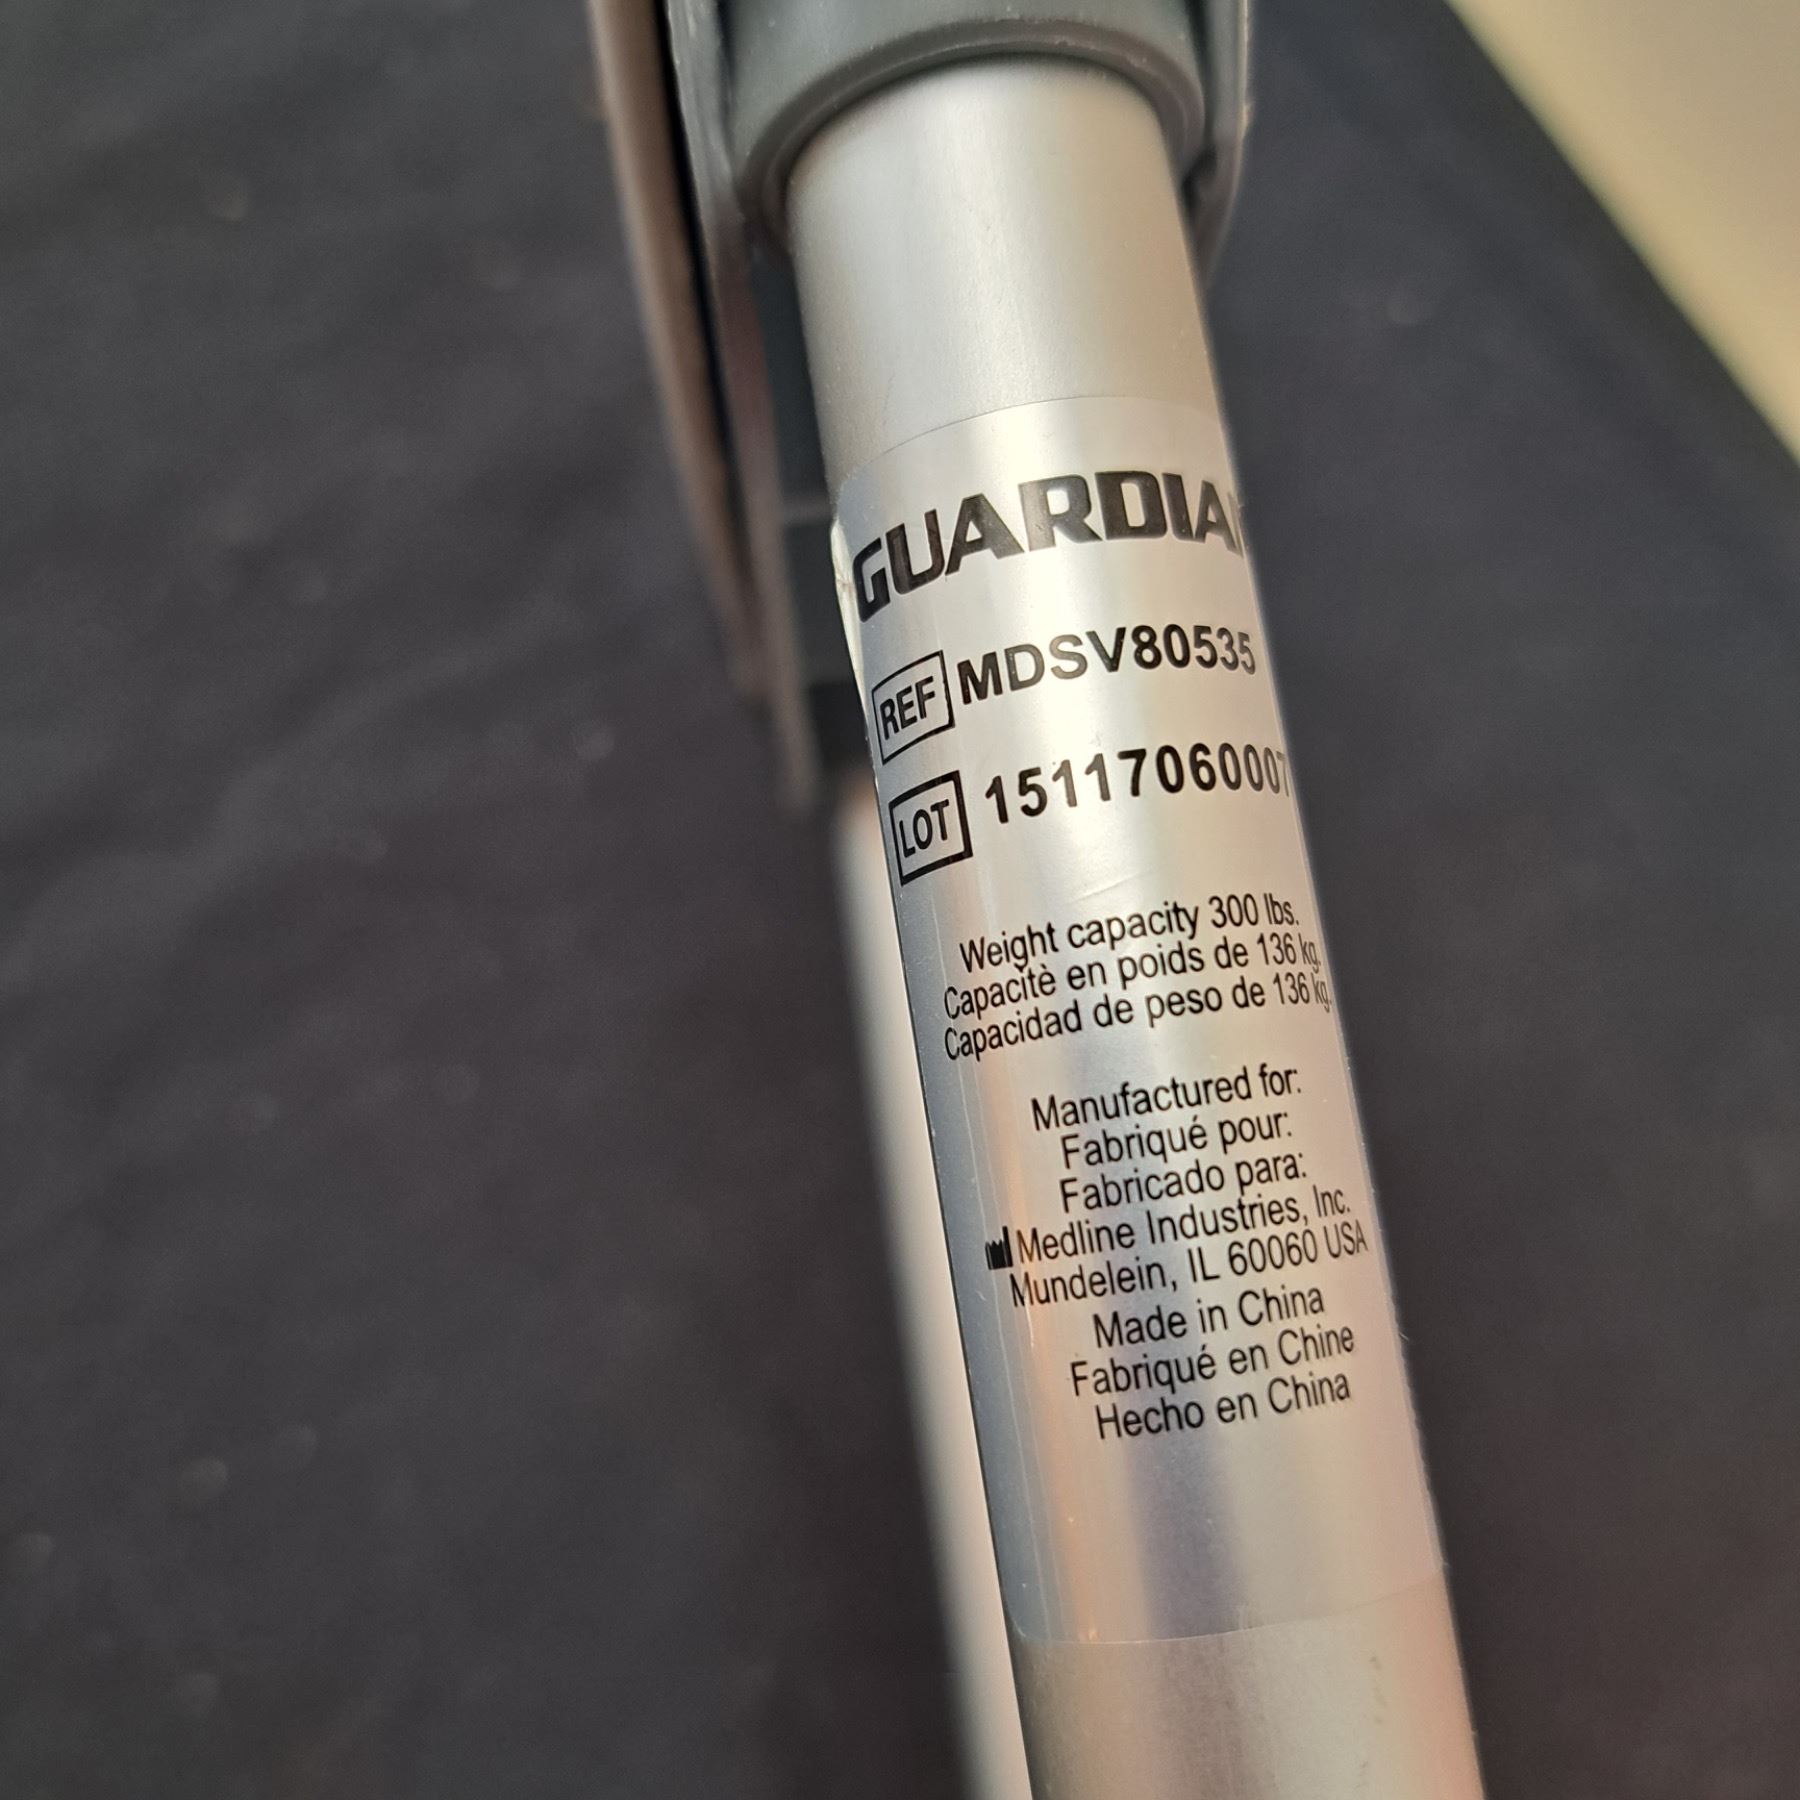 GUARDIAN
REF MDSV80535
LOT 15117060007
Weight capacity 300 lbs.
Capacitè en poids de 136 kg.
Capacidad de peso de 136 kg.
Manufactured for:
Fabriqué pour:
Fabricado para:
Medline Industries, Inc.
Mundelein, IL 60060 USA
Made in China
Fabriqué en Chine
Hecho en China